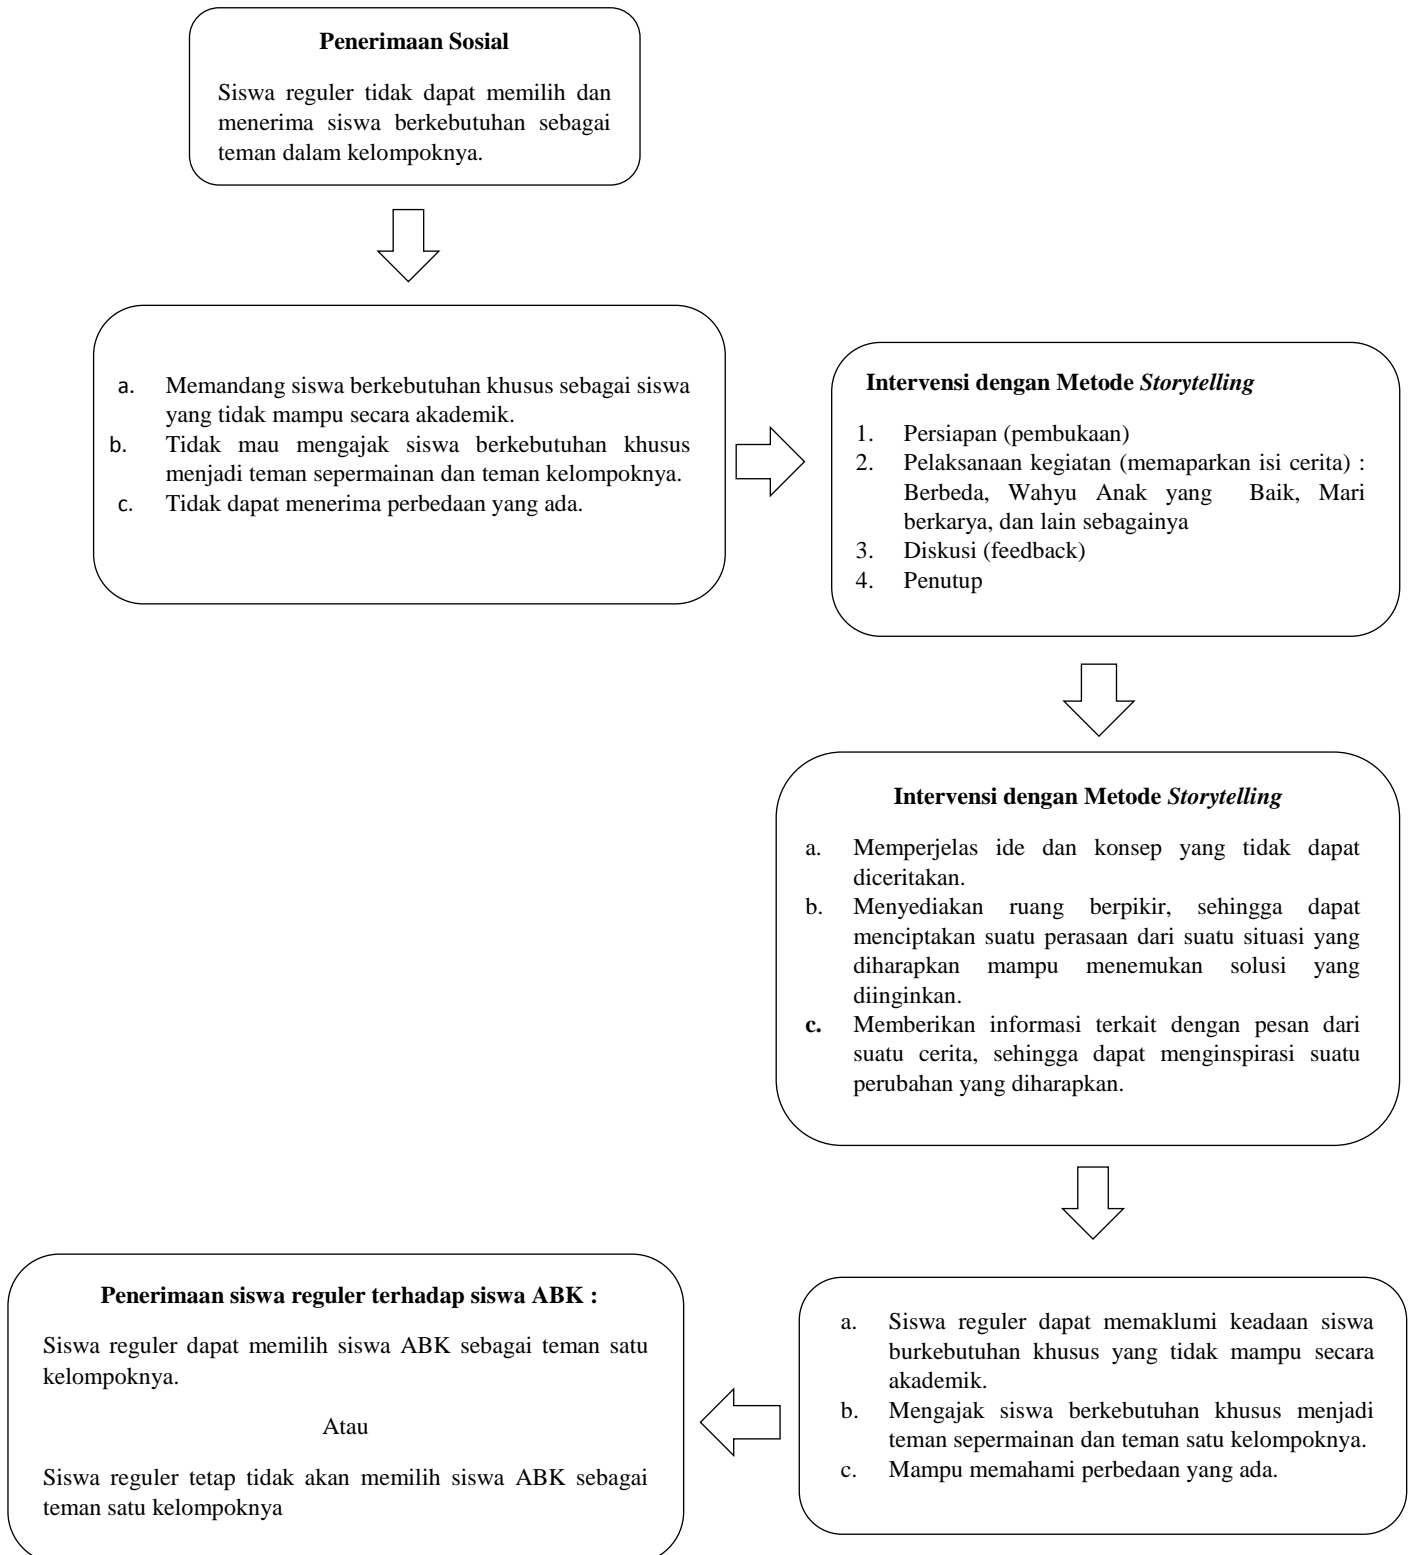 Penerimaan Sosial
Siswa reguler tidak dapat memilih dan
menerima siswa berkebutuhan sebagai
teman dalam kelompoknya.
a. Memandang siswa berkebutuhan khusus sebagai siswa
yang tidak mampu secara akademik.
b. Tidak mau mengajak siswa berkebutuhan khusus
menjadi teman sepermainan dan teman kelompoknya.
c. Tidak dapat menerima perbedaan yang ada.
Intervensi dengan Metode Storytelling
1. Persiapan (pembukaan)
2. Pelaksanaan kegiatan (memaparkan isi cerita) :
Berbeda, Wahyu Anak yang Baik, Mari
berkarya, dan lain sebagainya
3. Diskusi (feedback)
4. Penutup
Intervensi dengan Metode Storytelling
a. Memperjelas ide dan konsep yang tidak dapat
diceritakan.
b. Menyediakan ruang berpikir, sehingga dapat
menciptakan suatu perasaan dari suatu situasi yang
diharapkan mampu menemukan solusi yang
diinginkan.
c. Memberikan informasi terkait dengan pesan dari
suatu cerita, sehingga dapat menginspirasi suatu
perubahan yang diharapkan.
a. Siswa reguler dapat memaklumi keadaan siswa
burkebutuhan khusus yang tidak mampu secara
akademik.
b. Mengajak siswa berkebutuhan khusus menjadi
teman sepermainan dan teman satu kelompoknya.
c. Mampu memahami perbedaan yang ada.
Penerimaan siswa reguler terhadap siswa ABK :
Siswa reguler dapat memilih siswa ABK sebagai teman satu
kelompoknya.
Atau
Siswa reguler tetap tidak akan memilih siswa ABK sebagai
teman satu kelompoknya